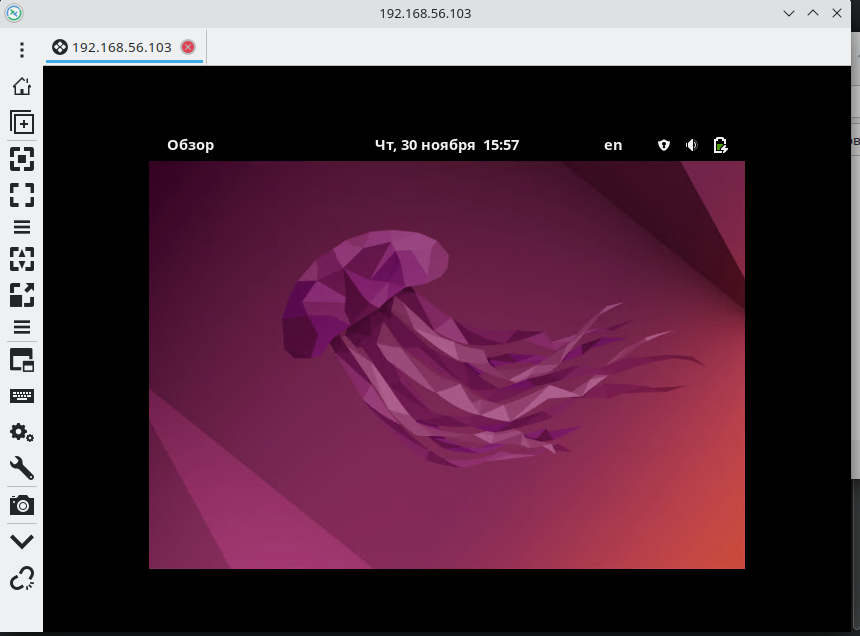 192.168.56.103
192.168.56.103
Обзор
Чт, 30 ноября 15:57
en